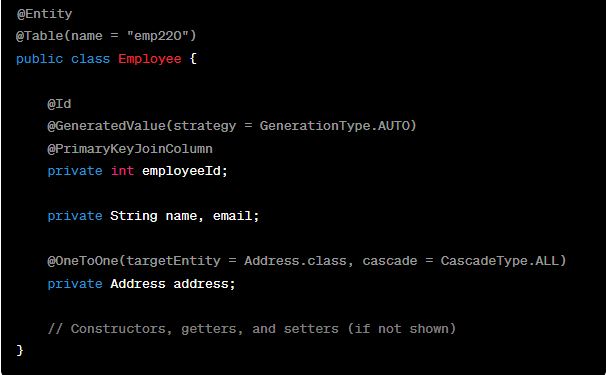 @Entity
@Table(name = "emp220")
public class Employee {
@Id
@GeneratedValue(strategy = GenerationType.AUTO)
@PrimaryKeyJoinColumn
private int employeeId;
private String name, email;
@OneToOne(targetEntity = Address.class, cascade = CascadeType.ALL)
private Address address;
// Constructors, getters, and setters (if not shown)
}